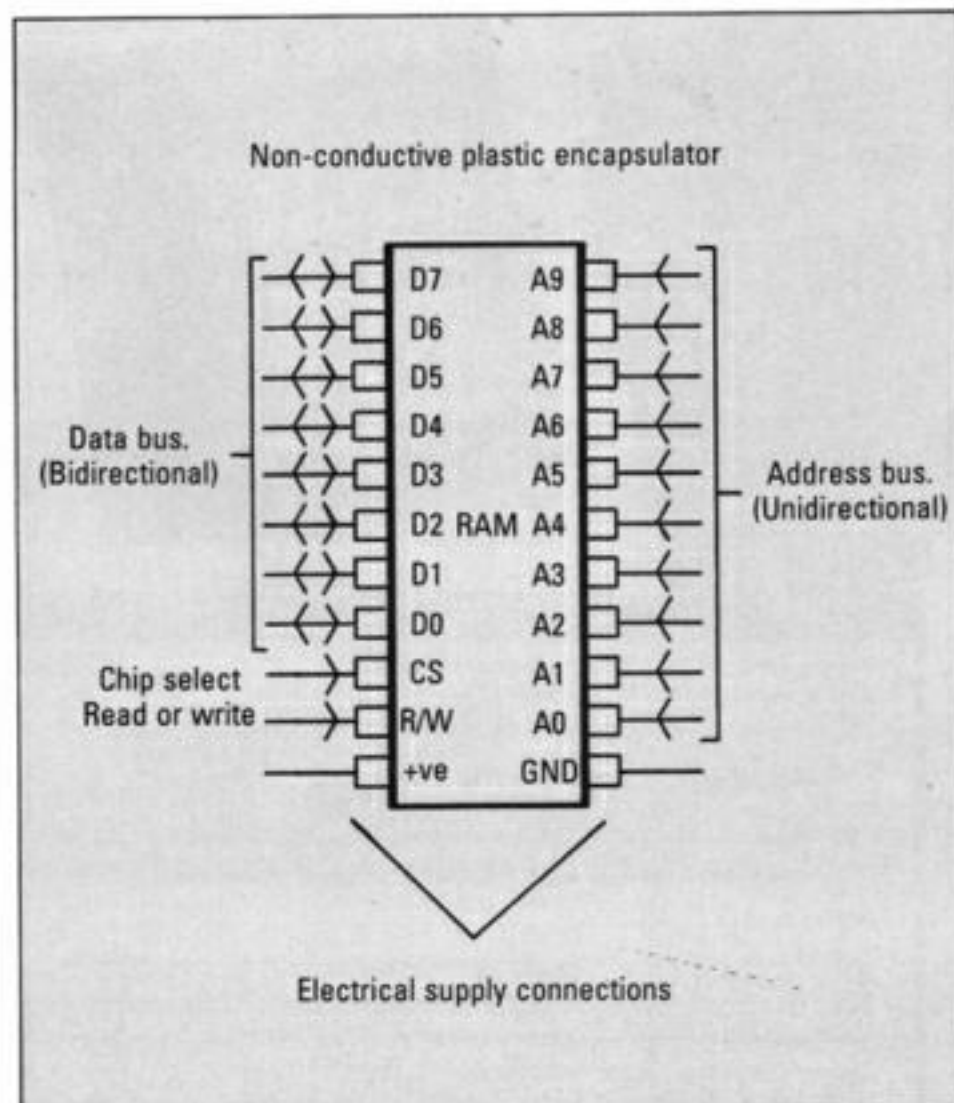 Non-conductive plastic encapsulator
D7 A9
D6 A8
D5 A7
D4 A6
Data bus.
(Bidirectional)
D3 A5
Address bus.
(Unidirectional)
D2 RAM A4
D1 A3
D0 A2
Chip select
CS A1
Read or write
R/W A0
+ve GND
Electrical supply connections